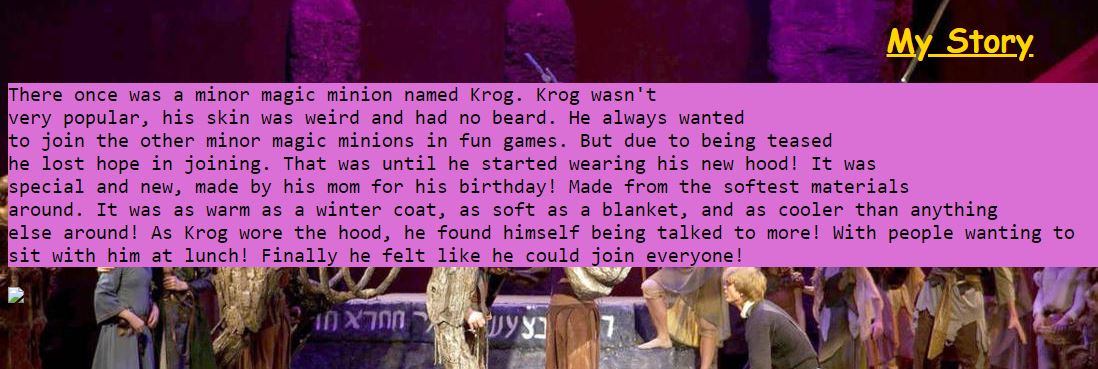 My Story
There once was a minor magic minion named Krog. Krog wasn't
very popular, his skin was weird and had no beard. He always wanted
to join the other minor magic minions in fun games. But due to being teased
he lost hope in joining. That was until he started wearing his new hood! It was
special and new, made by his mom for his birthday! Made from the softest materials
around. It was as warm as a winter coat, as soft as a blanket, and as cooler than anything
else around! As Krog wore the hood, he found himself being talked to more! With people wanting to
sit with him at lunch! Finally he felt like he could join everyone!